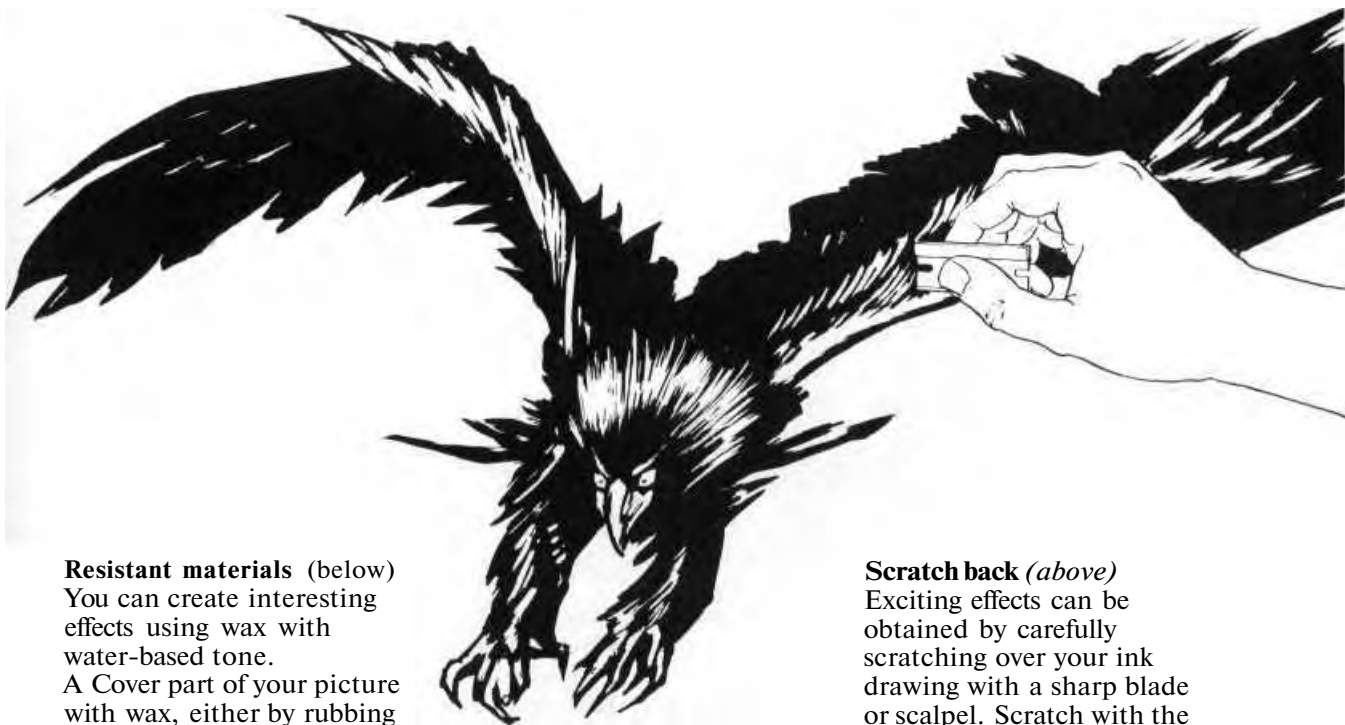 Resistant materials (below)
You can create interesting
effects using wax with
water-based tone.
A Cover part of your picture
with wax, either by rubbing
Scratch back (above)
Exciting effects can be
obtained by carefully
scratching over your ink
drawing with a sharp blade
or scalpel. Scratch with the